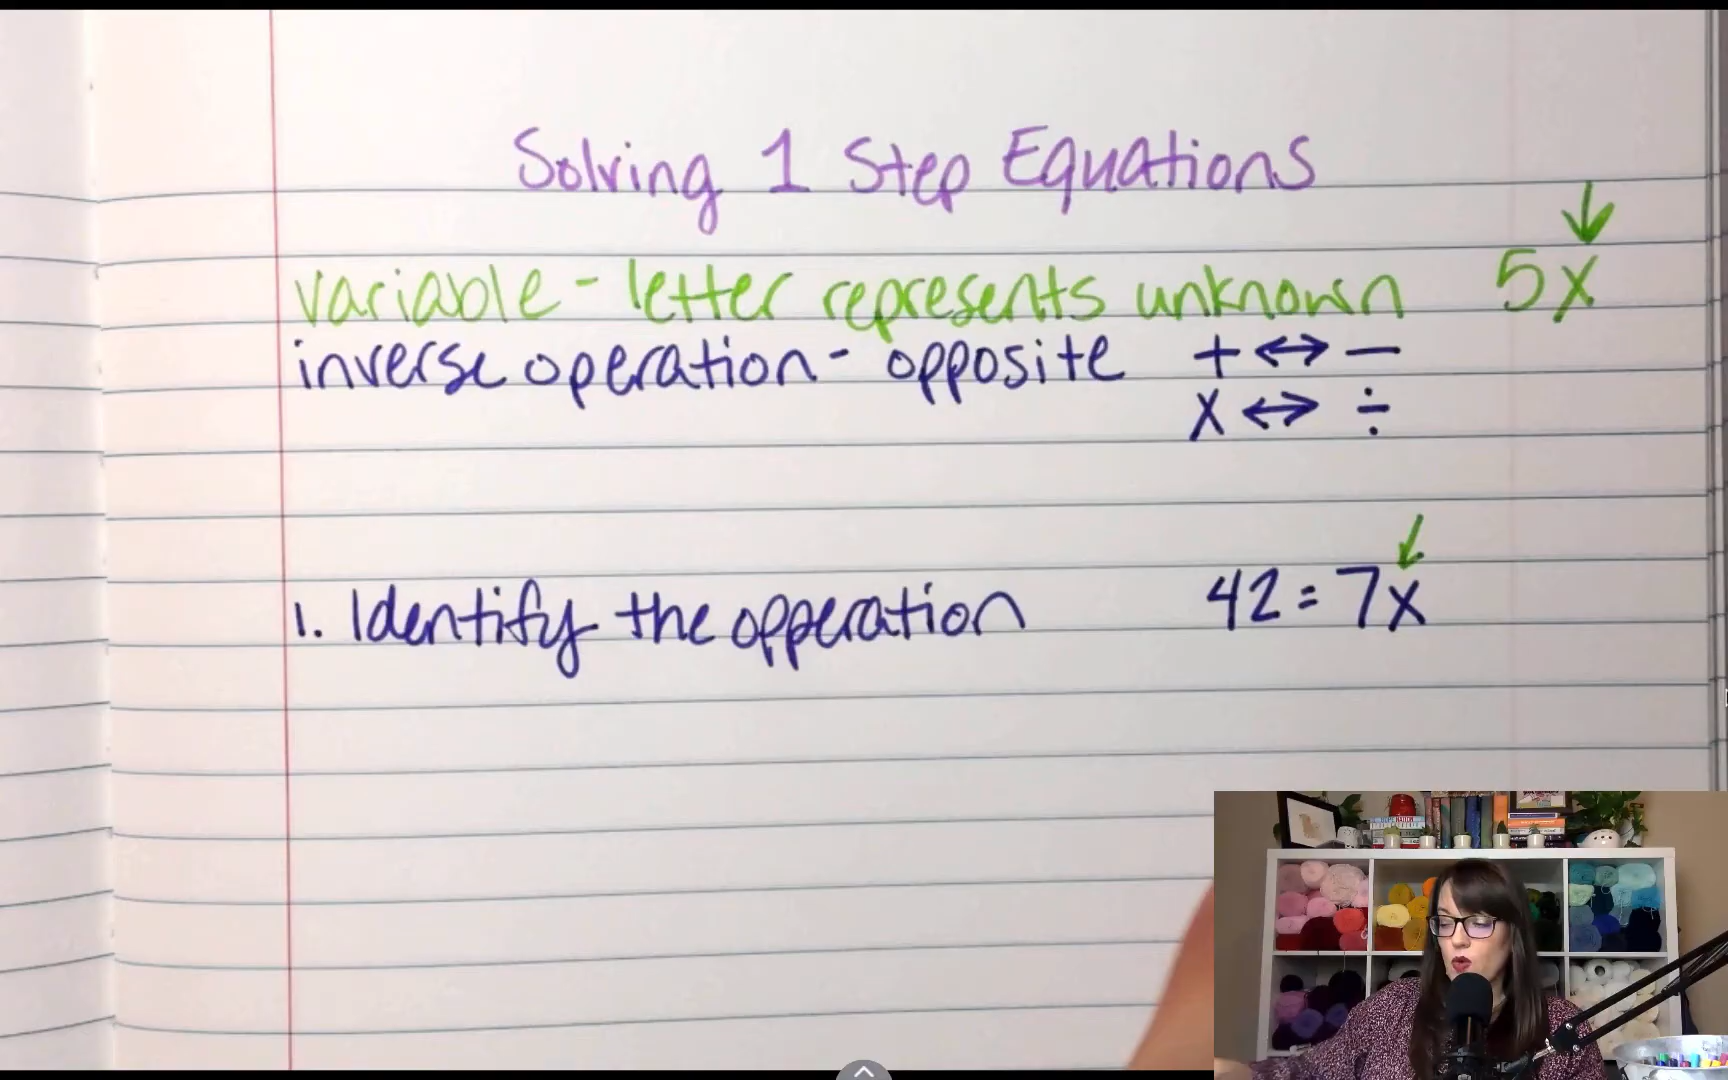 Solving 1 Step Equations
variable - letter represents unknown 5x
inverse operation - opposite + ↔ −
x ↔ ÷
1. Identify the opperation 42 = 7x